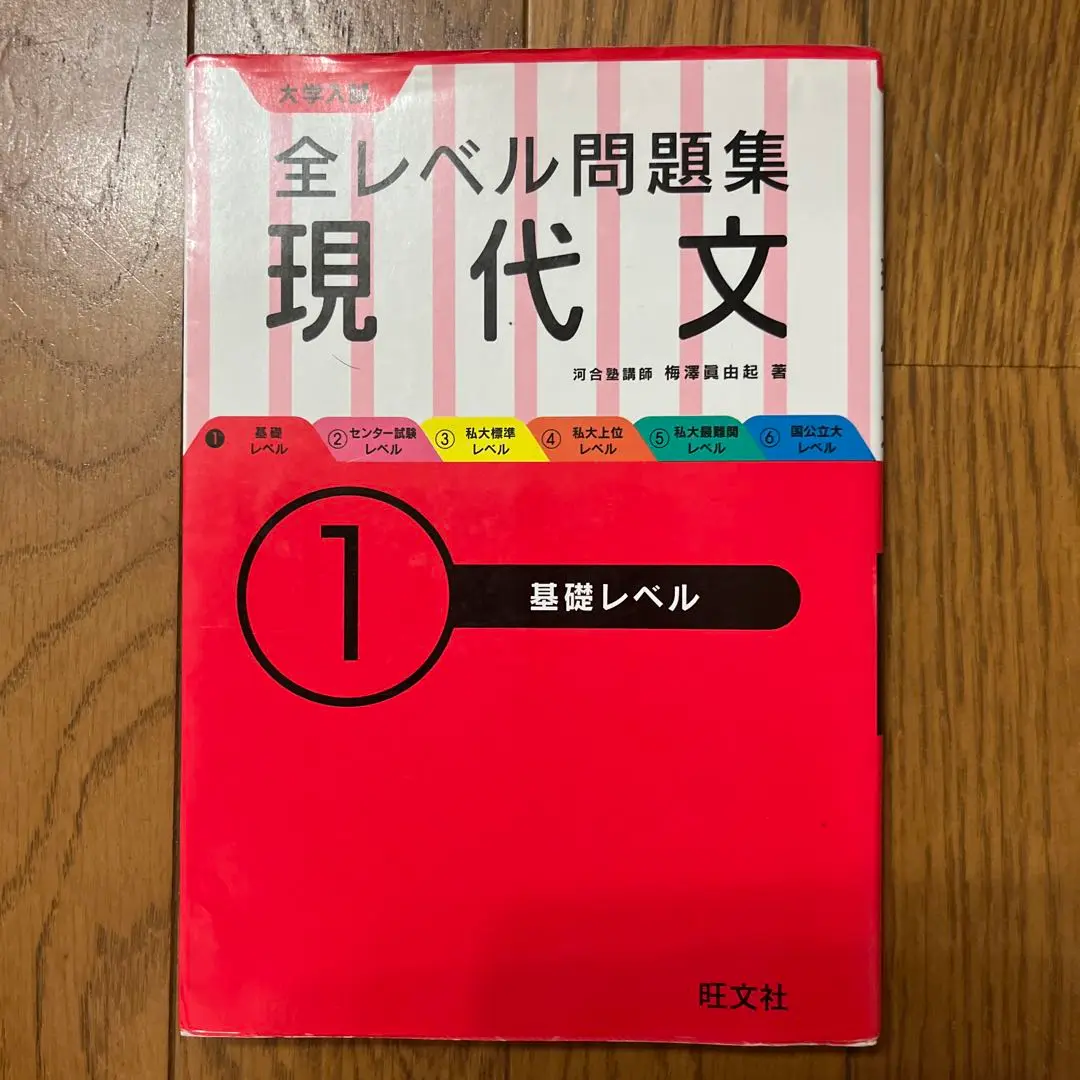 大学入試
全レベル問題集
現代文
河合塾講師 梅澤眞由起 著
① 基礎レベル
② センター試験レベル
③ 私大標準レベル
④ 私大上位レベル
⑤ 私大最難関レベル
⑥ 国公立大レベル
1
基礎レベル
旺文社